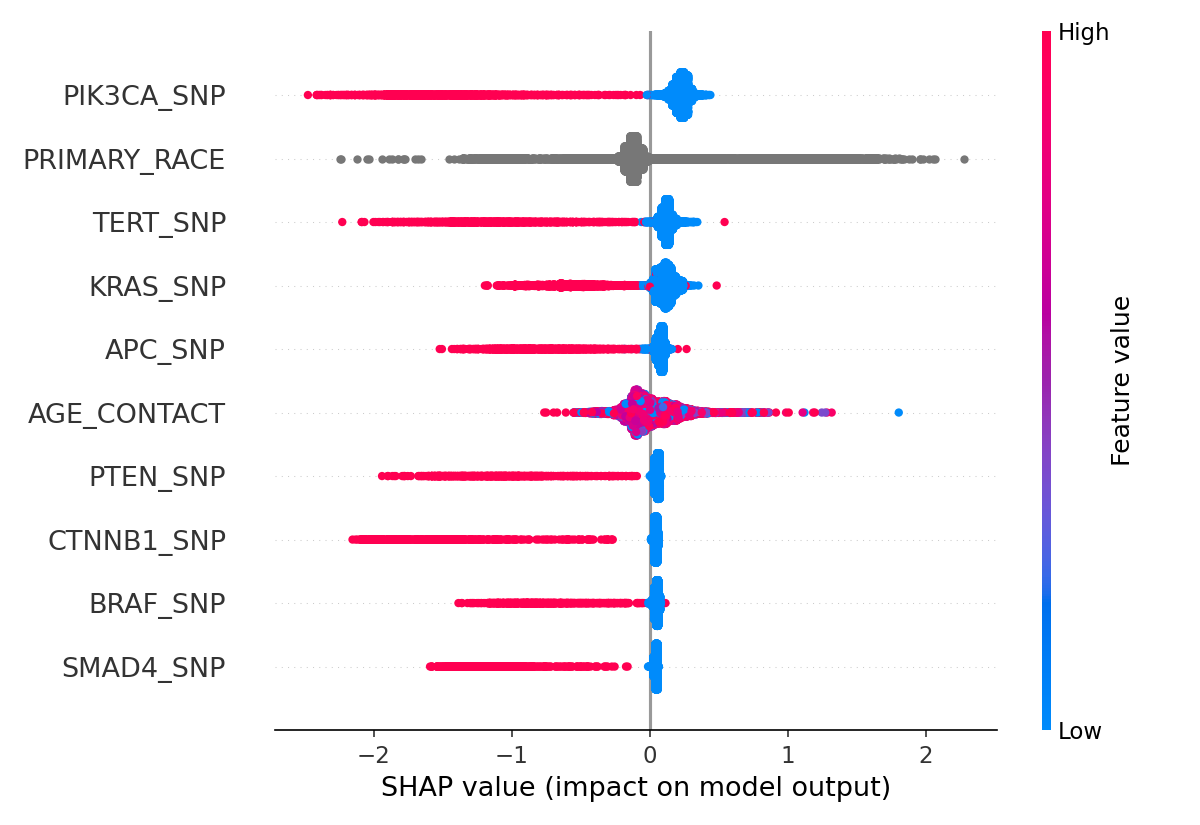 High
PIK3CA_SNP
PRIMARY_RACE
TERT_SNP
KRAS_SNP
APC_SNP
AGE_CONTACT
PTEN_SNP
CTNNB1_SNP
BRAF_SNP
SMAD4_SNP
Feature value
Low
−2 −1 0 1 2
SHAP value (impact on model output)